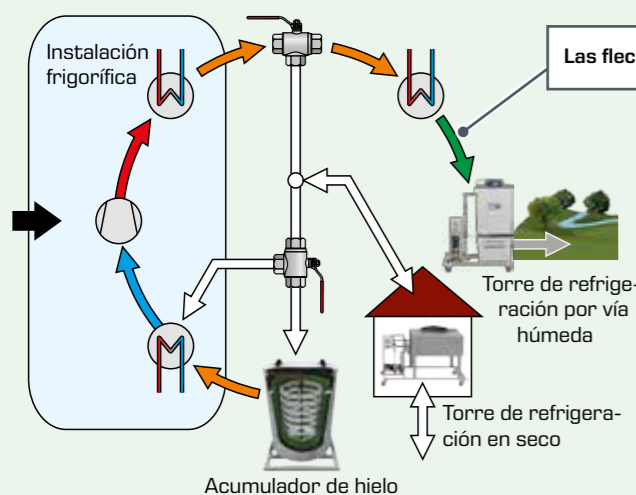 Instalación
frigorífica
Las flec
Torre de refrige-
ración por vía
húmeda
Torre de refrigera-
ción en seco
Acumulador de hielo